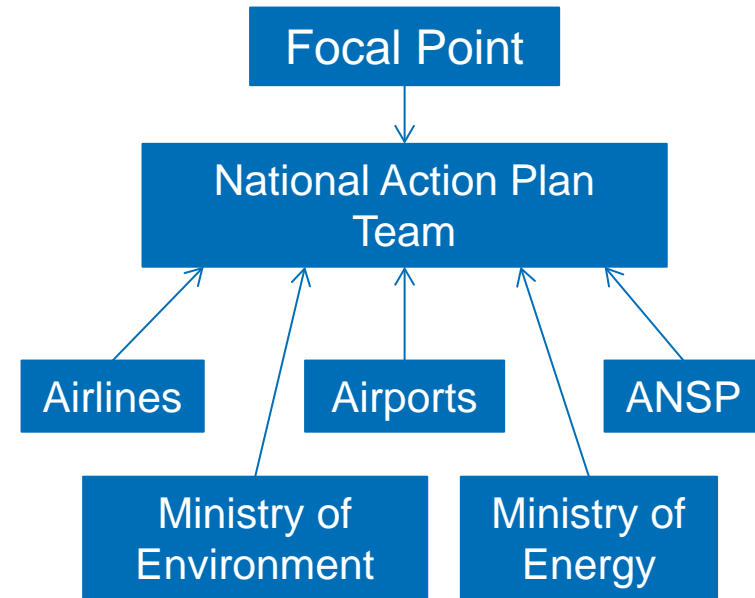 Focal Point
National Action Plan
Team
Airlines
Airports
ANSP
Ministry of
Environment
Ministry of
Energy